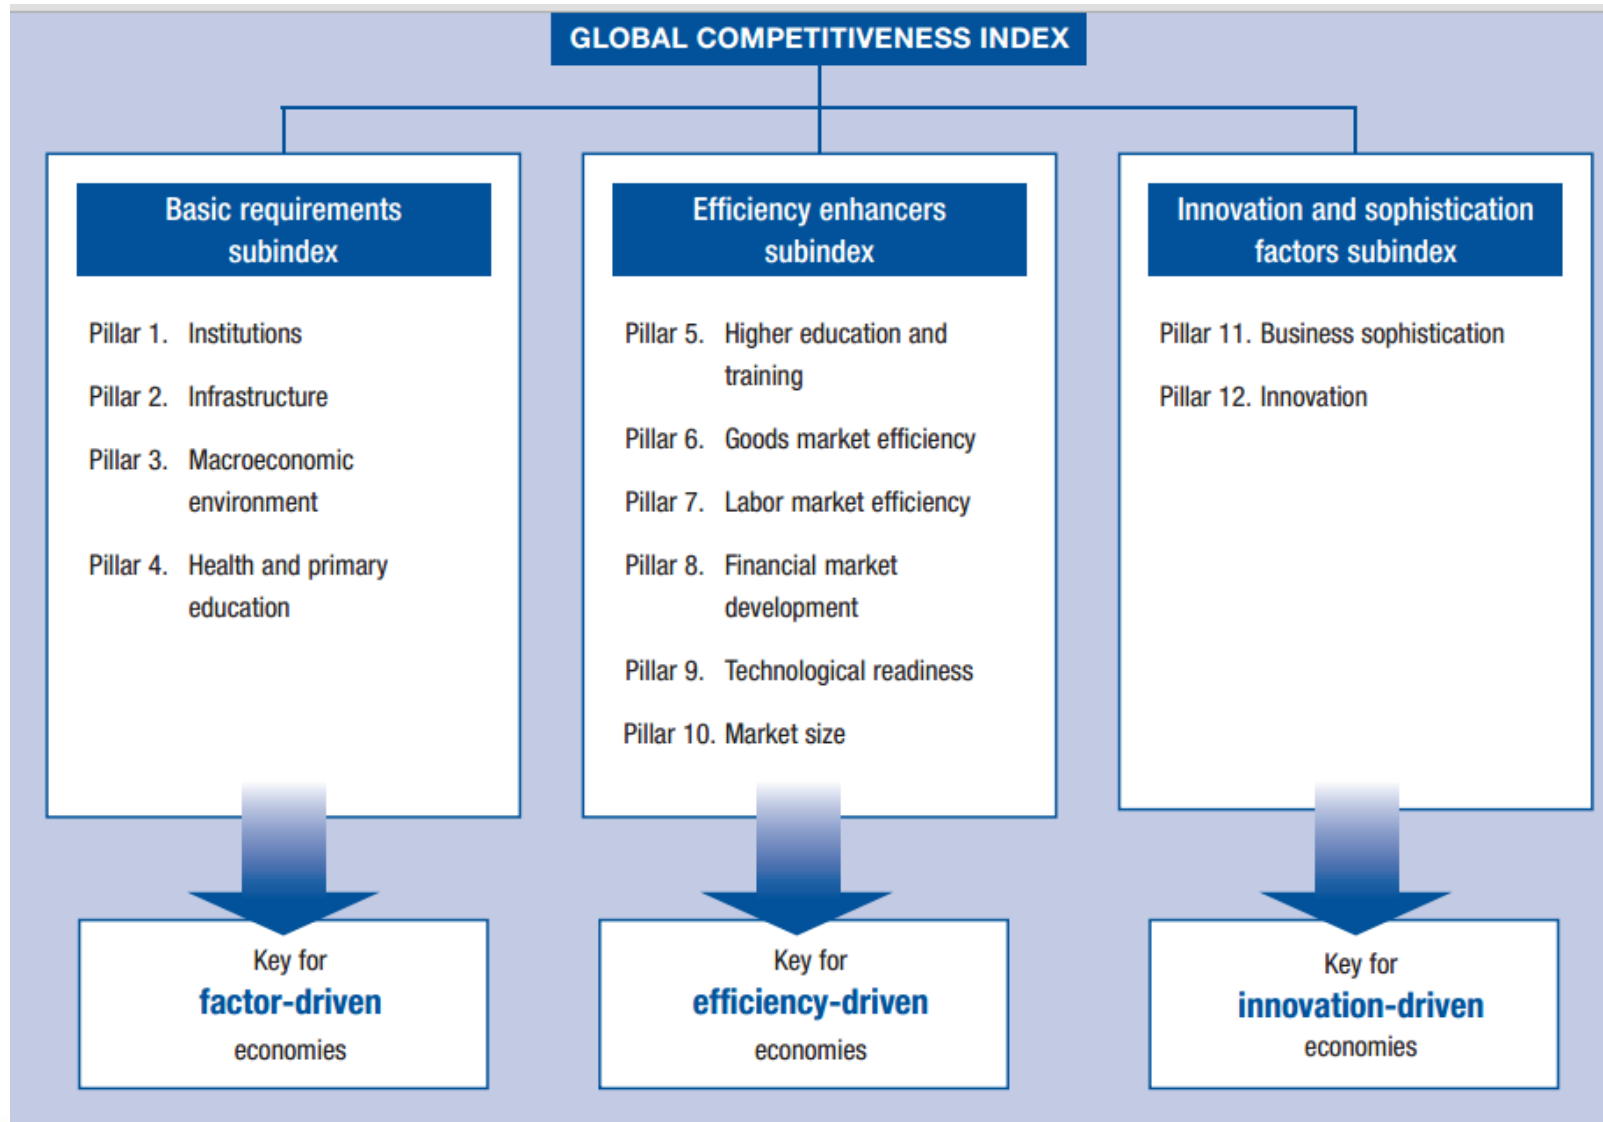 GLOBAL COMPETITIVENESS INDEX
Basic requirements
subindex
Pillar 1. Institutions
Pillar 2. Infrastructure
Pillar 3. Macroeconomic
environment
Pillar 4. Health and primary
education
Key for
factor-driven
economies
Efficiency enhancers
subindex
Pillar 5. Higher education and
training
Pillar 6. Goods market efficiency
Pillar 7. Labor market efficiency
Pillar 8. Financial market
development
Pillar 9. Technological readiness
Pillar 10. Market size
Key for
efficiency-driven
economies
Innovation and sophistication
factors subindex
Pillar 11. Business sophistication
Pillar 12. Innovation
Key for
innovation-driven
economies